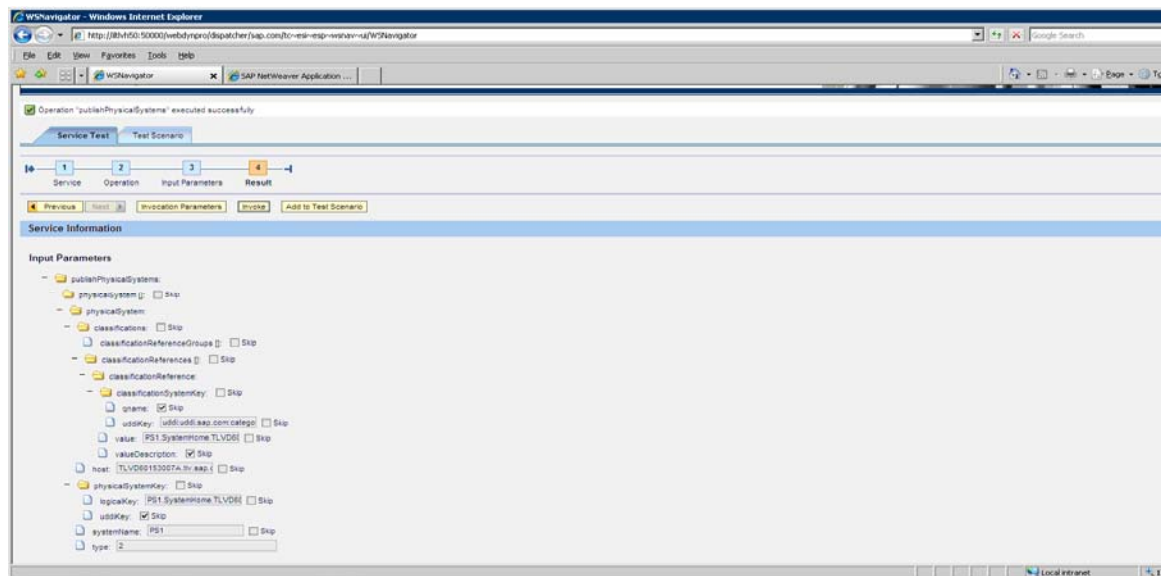 WSNavigator - Windows Internet Explorer
http://iltlvh50:50000/webdynpro/dispatcher/sap.com/tc~esi~esp~wsnav~ui/WSNavigator
Google Search
File Edit View Favorites Tools Help
WSNavigator
SAP NetWeaver Application ...
Page
Operation "publishPhysicalSystems" executed successfully
Service Test Test Scenario
1 2 3 4
Service Operation Input Parameters Result
Previous Next Invocation Parameters Invoke Add to Test Scenario
Service Information
Input Parameters
publishPhysicalSystems:
physicalSystem []: Skip
physicalSystem:
classifications: Skip
classificationReferenceGroups []: Skip
classificationReferences []: Skip
classificationReference:
classificationSystemKey: Skip
qname: Skip
uddiKey: uddi:uddi.sap.com:catego Skip
value: PS1.SystemHome.TLVD6 Skip
valueDescription: Skip
host: Skip
physicalSystemKey: Skip
logicalKey: PS1.SystemHome.TLVD6 Skip
uddiKey: Skip
systemName: PS1 Skip
type: 2
Local intranet